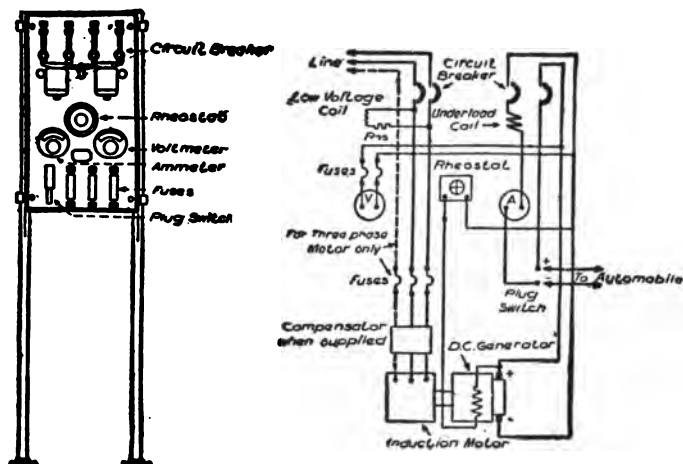 Circuit Breaker
Rheostat
Voltmeter
Ammeter
Fuses
Plug Switch
Line
Circuit
Breaker
Low Voltage
Coil
Underload
Coil
Res
Fuses
Rheostat
V
A
For Three phase
Motor only
+
-
To Automobile
Fuses
Plug
Switch
Compensator
when supplied
D.C. Generator
+
-
Induction Motor